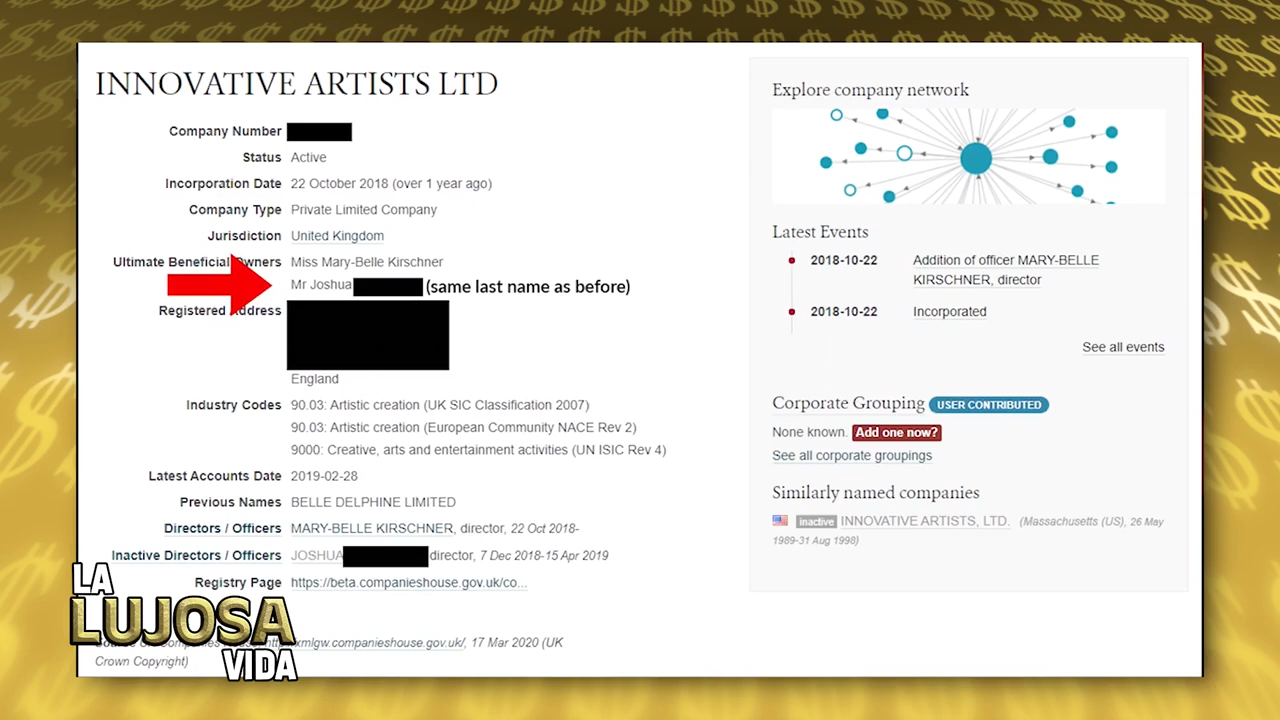 INNOVATIVE ARTISTS LTD
Company Number
Status Active
Incorporation Date 22 October 2018 (over 1 year ago)
Company Type Private Limited Company
Jurisdiction United Kingdom
Ultimate Beneficial Owners Miss Mary-Belle Kirschner
Mr Joshua (same last name as before)
Registered Address
England
Industry Codes 90.03: Artistic creation (UK SIC Classification 2007)
90.03: Artistic creation (European Community NACE Rev 2)
9000: Creative, arts and entertainment activities (UN ISIC Rev 4)
Latest Accounts Date 2019-02-28
Previous Names BELLE DELPHINE LIMITED
Directors / Officers MARY-BELLE KIRSCHNER, director, 22 Oct 2018-
Inactive Directors / Officers JOSHUA director, 7 Dec 2018-15 Apr 2019
Registry Page https://beta.companieshouse.gov.uk/co...
xmlgw.companieshouse.gov.uk/, 17 Mar 2020 (UK
Crown Copyright)
Explore company network
Latest Events
2018-10-22 Addition of officer MARY-BELLE
KIRSCHNER, director
2018-10-22 Incorporated
See all events
Corporate Grouping USER CONTRIBUTED
None known. Add one now?
See all corporate groupings
Similarly named companies
inactive INNOVATIVE ARTISTS, LTD. (Massachusetts (US), 26 May
1989-31 Aug 1998)
LA
LUJOSA
VIDA